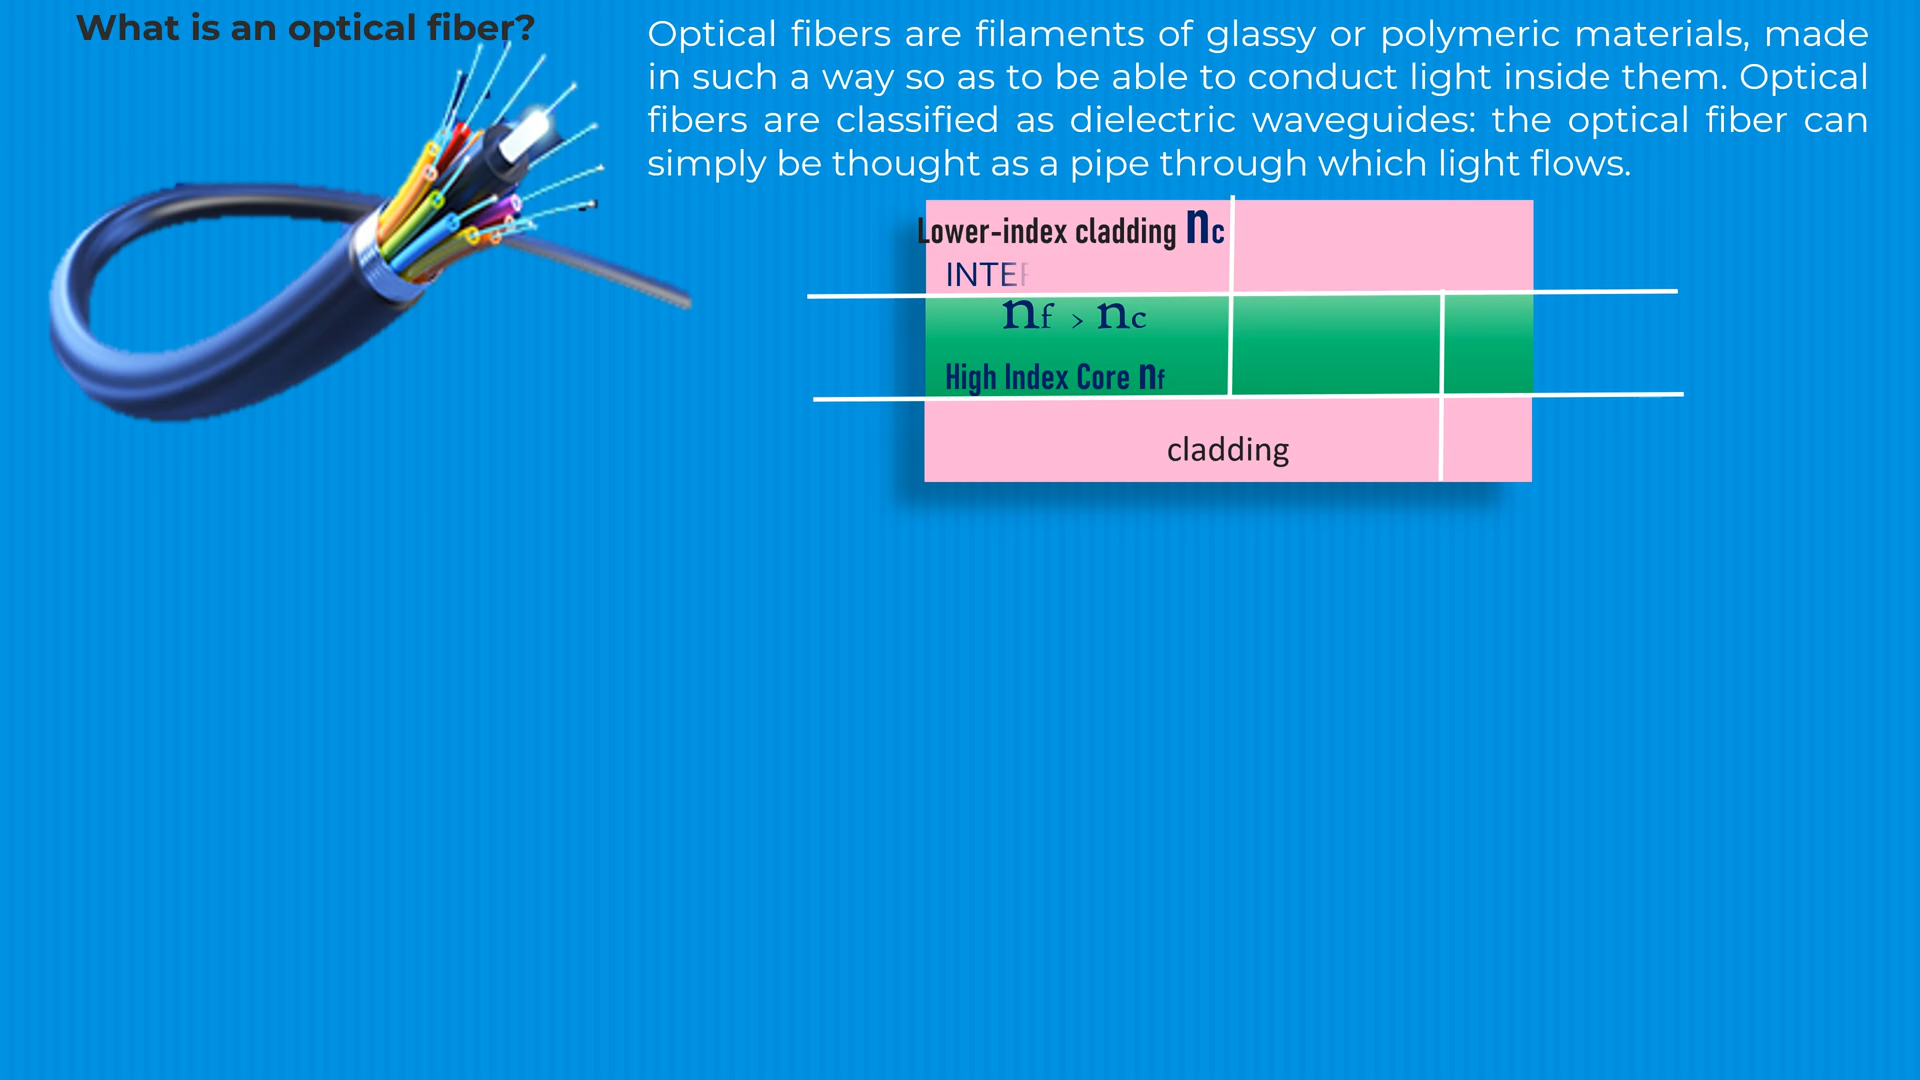 What is an optical fiber?
Optical fibers are filaments of glassy or polymeric materials, made
in such a way so as to be able to conduct light inside them. Optical
fibers are classified as dielectric waveguides: the optical fiber can
simply be thought as a pipe through which light flows.
Lower-index cladding nc
nf > nc
High Index Core nf
cladding